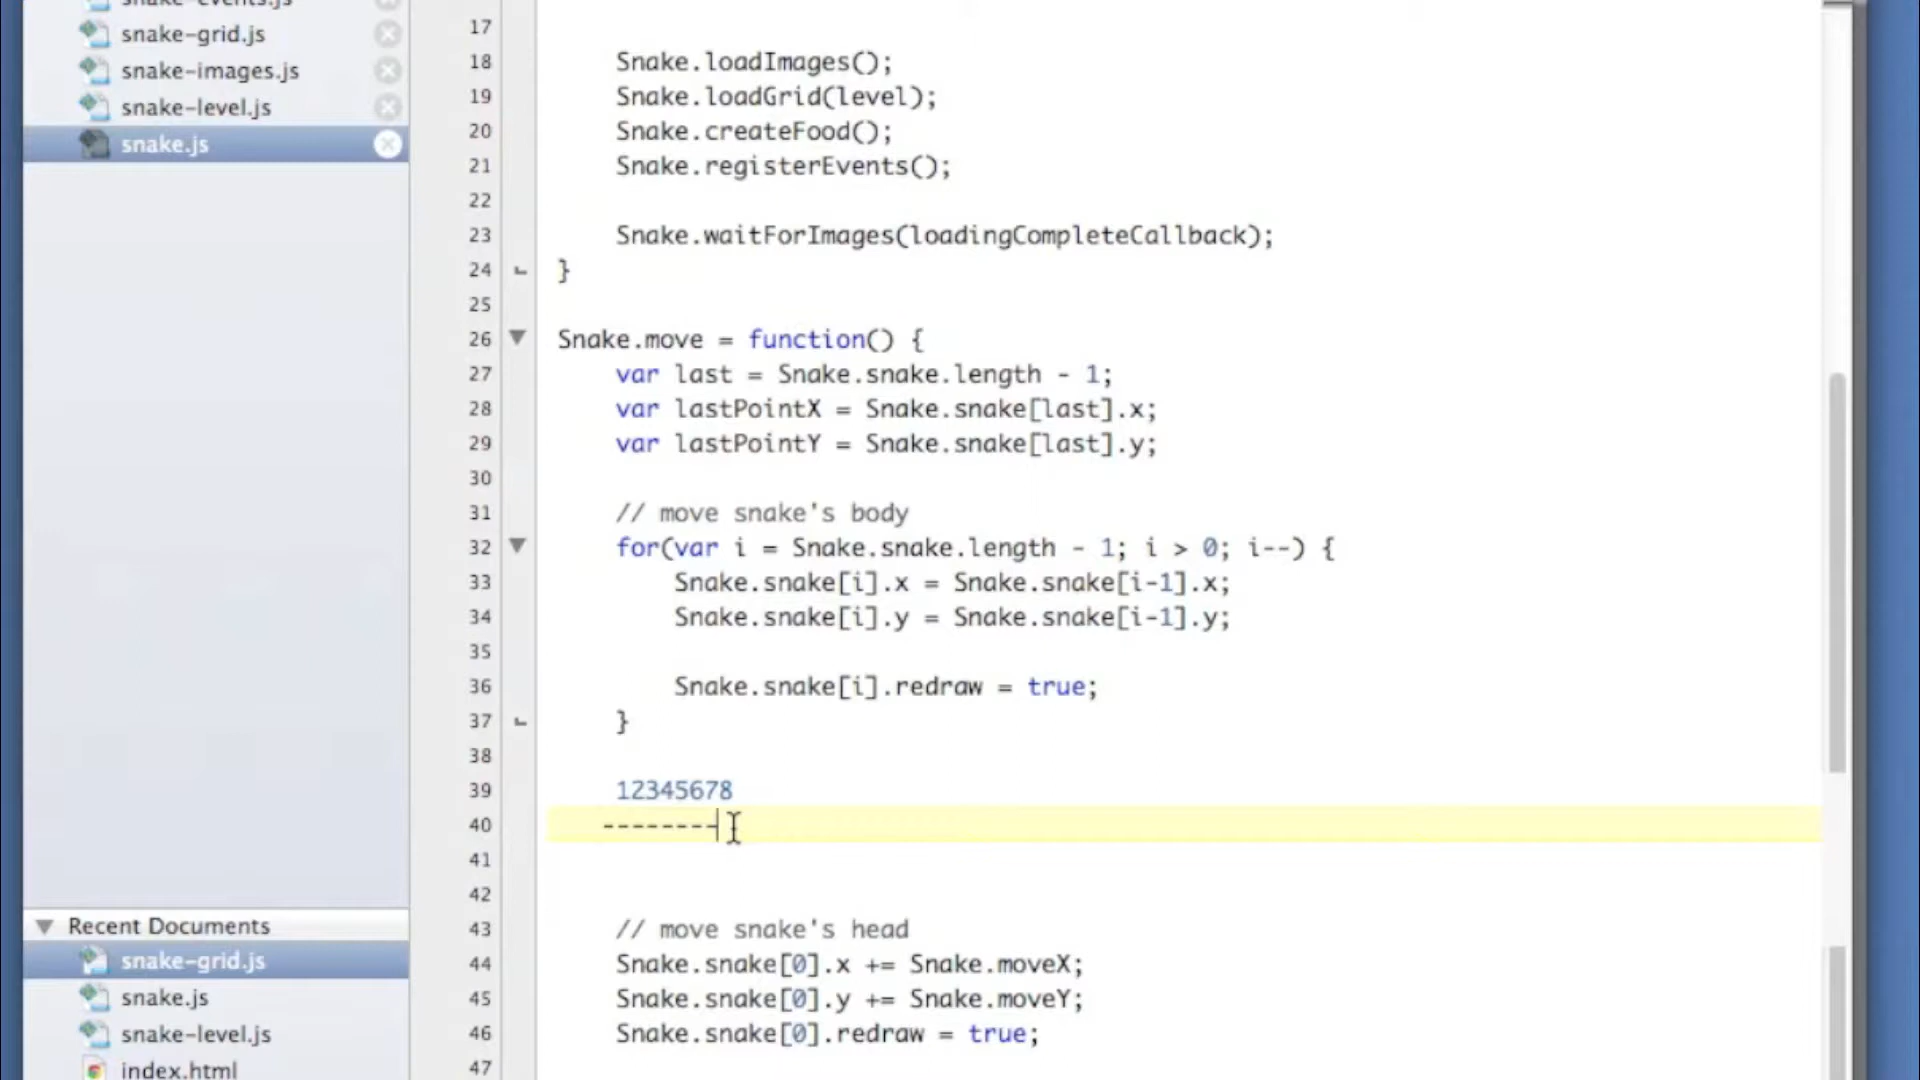 snake-events.js
snake-grid.js
snake-images.js
snake-level.js
snake.js
Recent Documents
snake-grid.js
snake.js
snake-level.js
index.html
17
18 Snake.loadImages();
19 Snake.loadGrid(level);
20 Snake.createFood();
21 Snake.registerEvents();
22
23 Snake.waitForImages(loadingCompleteCallback);
24 }
25
26 Snake.move = function() {
27 var last = Snake.snake.length - 1;
28 var lastPointX = Snake.snake[last].x;
29 var lastPointY = Snake.snake[last].y;
30
31 // move snake's body
32 for(var i = Snake.snake.length - 1; i > 0; i--) {
33 Snake.snake[i].x = Snake.snake[i-1].x;
34 Snake.snake[i].y = Snake.snake[i-1].y;
35
36 Snake.snake[i].redraw = true;
37 }
38
39 12345678
40 --------
41
42
43 // move snake's head
44 Snake.snake[0].x += Snake.moveX;
45 Snake.snake[0].y += Snake.moveY;
46 Snake.snake[0].redraw = true;
47